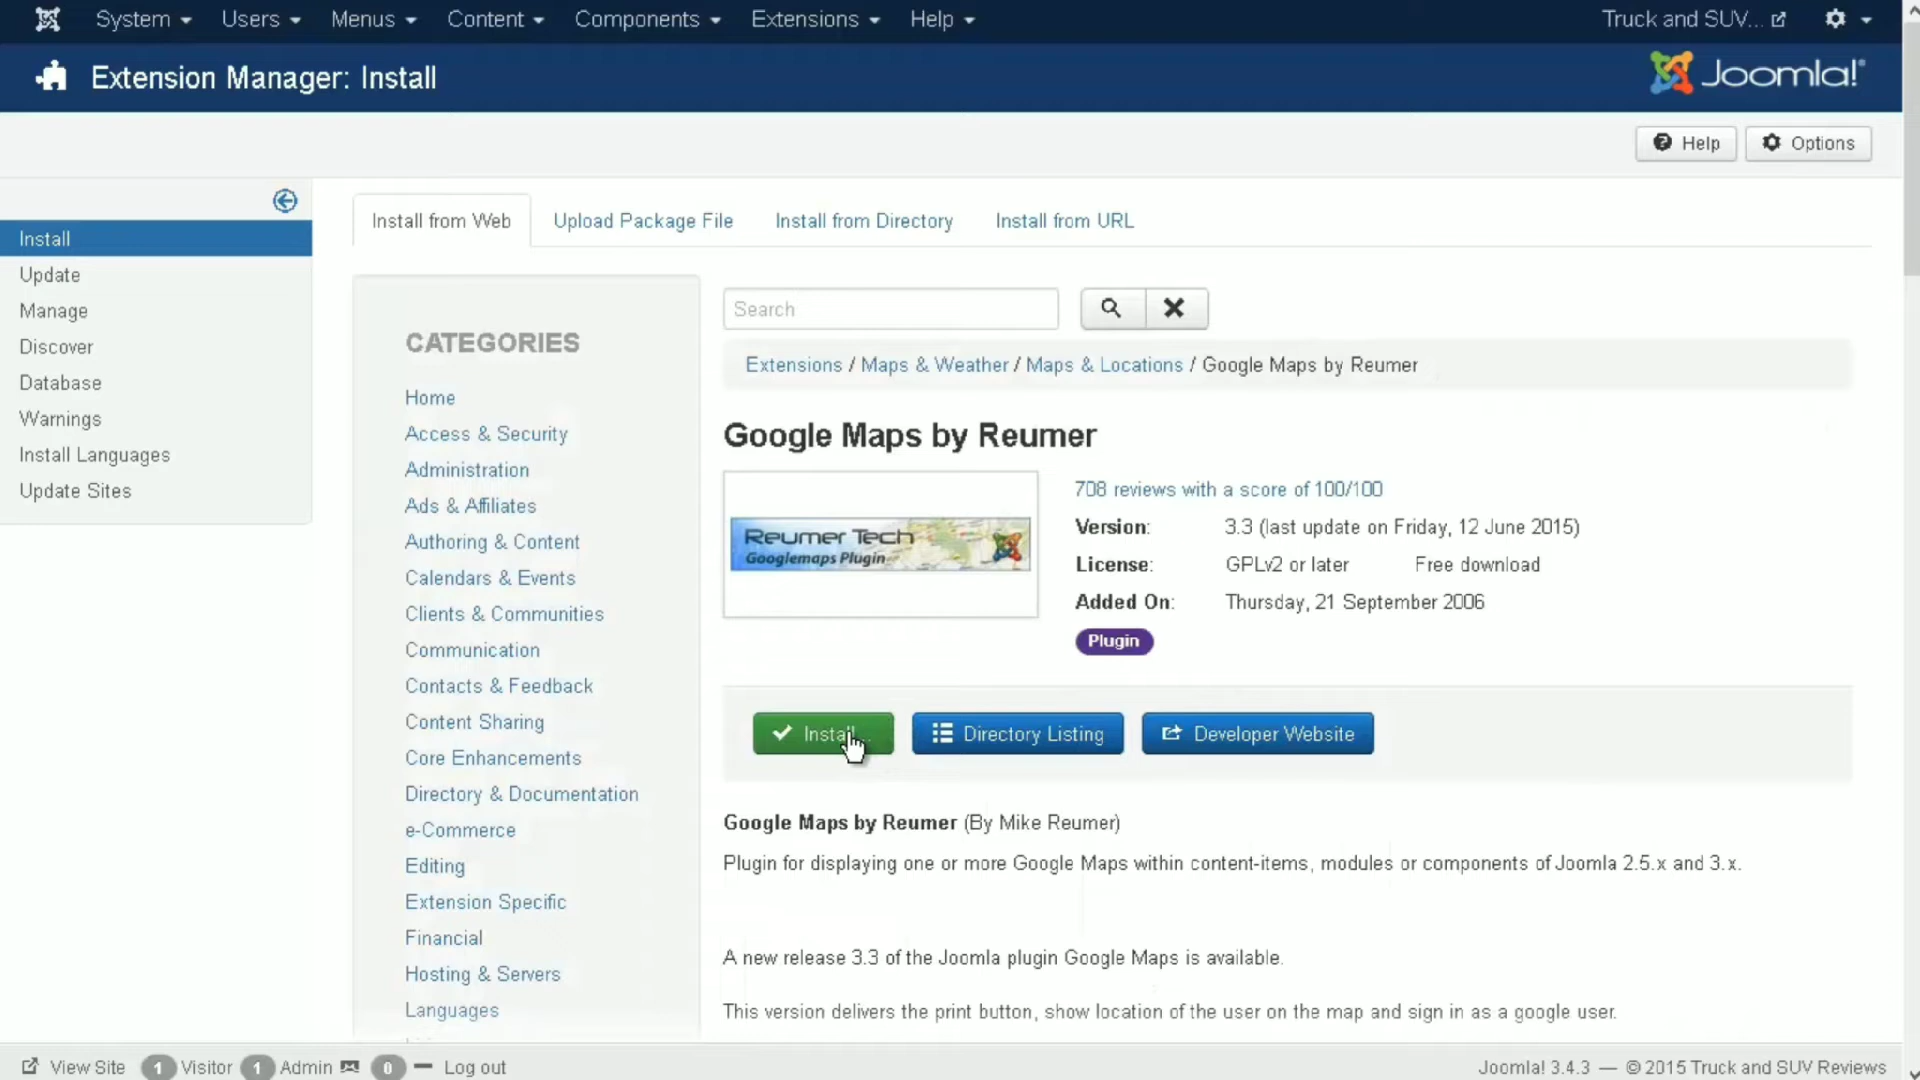 System Users Menus Content Components Extensions Help Truck and SUV...
Extension Manager: Install
Joomla!®
Help Options
Install from Web Upload Package File Install from Directory Install from URL
Install
Update
Manage
Discover
Database
Warnings
Install Languages
Update Sites
CATEGORIES
Home
Access & Security
Administration
Ads & Affiliates
Authoring & Content
Calendars & Events
Clients & Communities
Communication
Contacts & Feedback
Content Sharing
Core Enhancements
Directory & Documentation
e-Commerce
Editing
Extension Specific
Financial
Hosting & Servers
Languages
Search
Extensions / Maps & Weather / Maps & Locations / Google Maps by Reumer
Google Maps by Reumer
Reumer Tech
Googlemaps Plugin
708 reviews with a score of 100/100
Version: 3.3 (last update on Friday, 12 June 2015)
License: GPLv2 or later Free download
Added On: Thursday, 21 September 2006
Plugin
Install... Directory Listing Developer Website
Google Maps by Reumer (By Mike Reumer)
Plugin for displaying one or more Google Maps within content-items, modules or components of Joomla 2.5.x and 3.x.
A new release 3.3 of the Joomla plugin Google Maps is available.
This version delivers the print button, show location of the user on the map and sign in as a google user.
View Site 1 Visitor 1 Admin 0 Log out
Joomla! 3.4.3 — © 2015 Truck and SUV Reviews